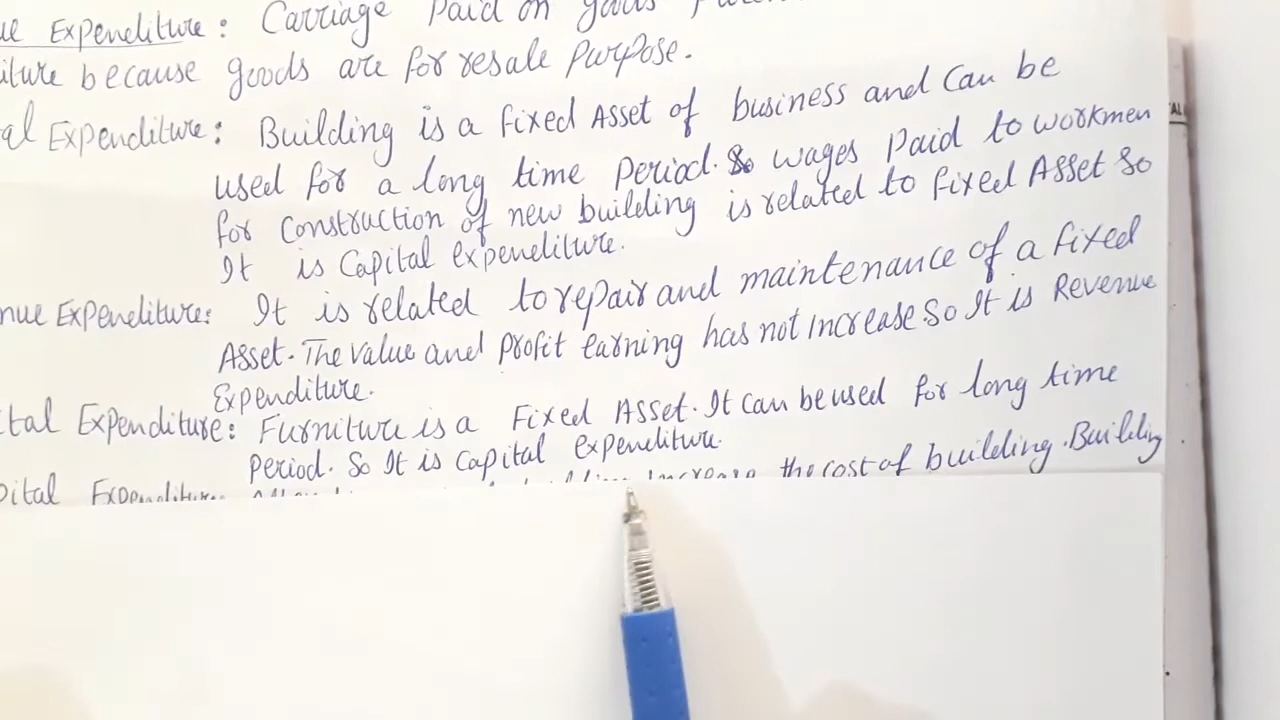 ue Expenditure: Carriage Paid on goods
iture because goods are for resale Purpose.
al Expenditure: Building is a fixed Asset of business and Can be
used for a long time Period. So wages Paid to workmen
for Construction of new building is related to fixed Asset So
It is Capital expenditure.
nue Expenditure: It is related to repair and maintenance of a fixed
Asset. The value and profit earning has not Increase. So It is Revenue
Expenditure.
ital Expenditure: Furniture is a Fixed Asset. It can be used for long time
Period. So It is Capital Expenditure.
pital Expenditure: Increase the cost of building. Building